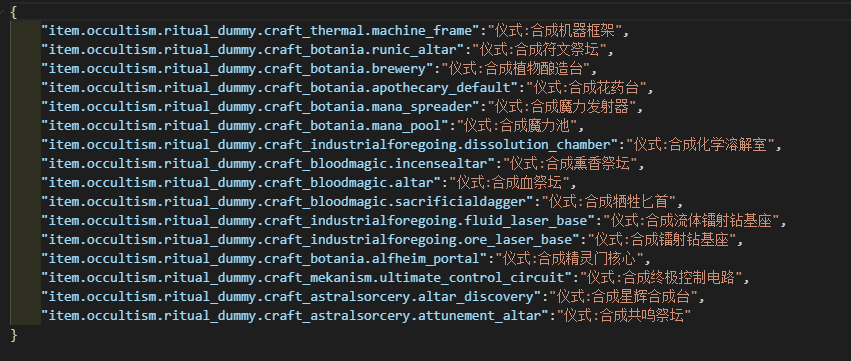 {
"item.occultism.ritual_dummy.craft_thermal.machine_frame":"仪式:合成机器框架",
"item.occultism.ritual_dummy.craft_botania.runic_altar":"仪式:合成符文祭坛",
"item.occultism.ritual_dummy.craft_botania.brewery":"仪式:合成植物酿造台",
"item.occultism.ritual_dummy.craft_botania.apothecary_default":"仪式:合成花药台",
"item.occultism.ritual_dummy.craft_botania.mana_spreader":"仪式:合成魔力发射器",
"item.occultism.ritual_dummy.craft_botania.mana_pool":"仪式:合成魔力池",
"item.occultism.ritual_dummy.craft_industrialforegoing.dissolution_chamber":"仪式:合成化学溶解室",
"item.occultism.ritual_dummy.craft_bloodmagic.incensealtar":"仪式:合成熏香祭坛",
"item.occultism.ritual_dummy.craft_bloodmagic.altar":"仪式:合成血祭坛",
"item.occultism.ritual_dummy.craft_bloodmagic.sacrificialdagger":"仪式:合成牺牲匕首",
"item.occultism.ritual_dummy.craft_industrialforegoing.fluid_laser_base":"仪式:合成流体镭射钻基座",
"item.occultism.ritual_dummy.craft_industrialforegoing.ore_laser_base":"仪式:合成镭射钻基座",
"item.occultism.ritual_dummy.craft_botania.alfheim_portal":"仪式:合成精灵门核心",
"item.occultism.ritual_dummy.craft_mekanism.ultimate_control_circuit":"仪式:合成终极控制电路",
"item.occultism.ritual_dummy.craft_astralsorcery.altar_discovery":"仪式:合成星辉合成台",
"item.occultism.ritual_dummy.craft_astralsorcery.attunement_altar":"仪式:合成共鸣祭坛"
}